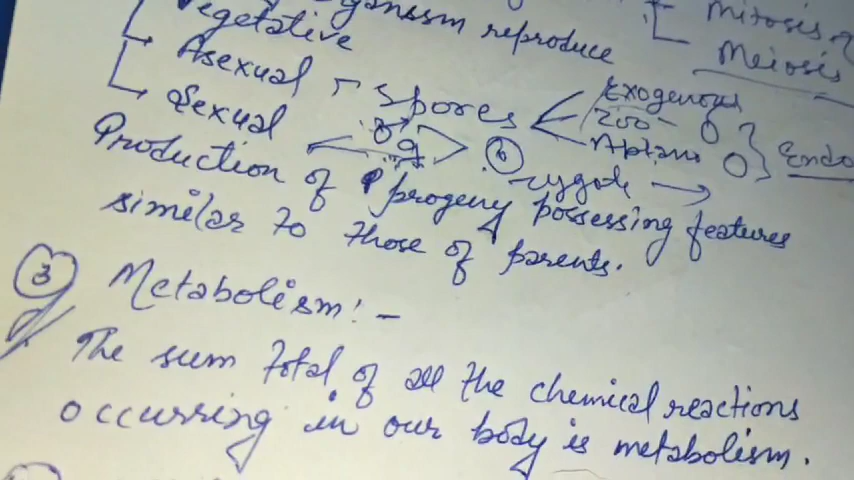 organism reproduce
Mitosis
Meiosis
Vegetative
Asexual
Spores
Exogenous
Zoo-
Aplano
Endo
Sexual
zygote
Production of progeny possessing features
similar to those of parents.
3 Metabolism:-
The sum total of all the chemical reactions
occurring in our body is metabolism.